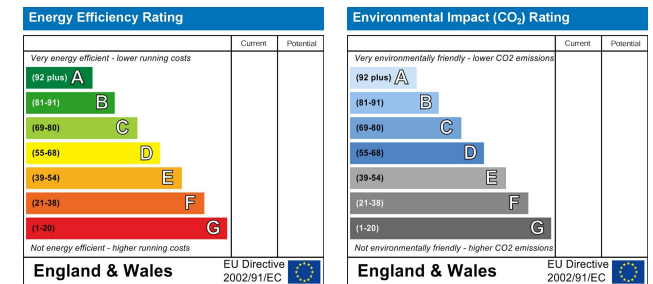 Energy Efficiency Rating
Current Potential
Very energy efficient - lower running costs
(92 plus) A
(81-91) B
(69-80) C
(55-68) D
(39-54) E
(21-38) F
(1-20) G
Not energy efficient - higher running costs
England & Wales
EU Directive
2002/91/EC
Environmental Impact (CO2) Rating
Current Potential
Very environmentally friendly - lower CO2 emissions
(92 plus) A
(81-91) B
(69-80) C
(55-68) D
(39-54) E
(21-38) F
(1-20) G
Not environmentally friendly - higher CO2 emissions
England & Wales
EU Directive
2002/91/EC